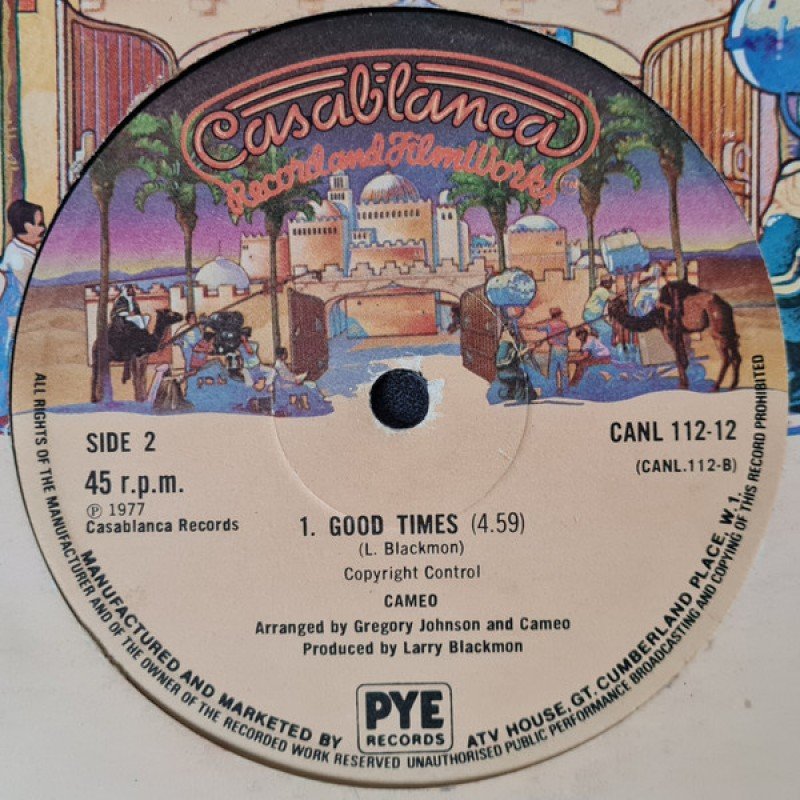 Casablanca
Record and FilmWorks
SIDE 2
45 r.p.m.
℗ 1977
Casablanca Records
CANL 112-12
(CANL.112-B)
1. GOOD TIMES (4.59)
(L. Blackmon)
Copyright Control
CAMEO
Arranged by Gregory Johnson and Cameo
Produced by Larry Blackmon
PYE
RECORDS
MANUFACTURED AND MARKETED BY
ATV HOUSE, GT. CUMBERLAND PLACE, W.1.
ALL RIGHTS OF THE MANUFACTURER AND OF THE OWNER OF THE RECORDED WORK RESERVED UNAUTHORISED PUBLIC PERFORMANCE BROADCASTING AND COPYING OF THIS RECORD PROHIBITED